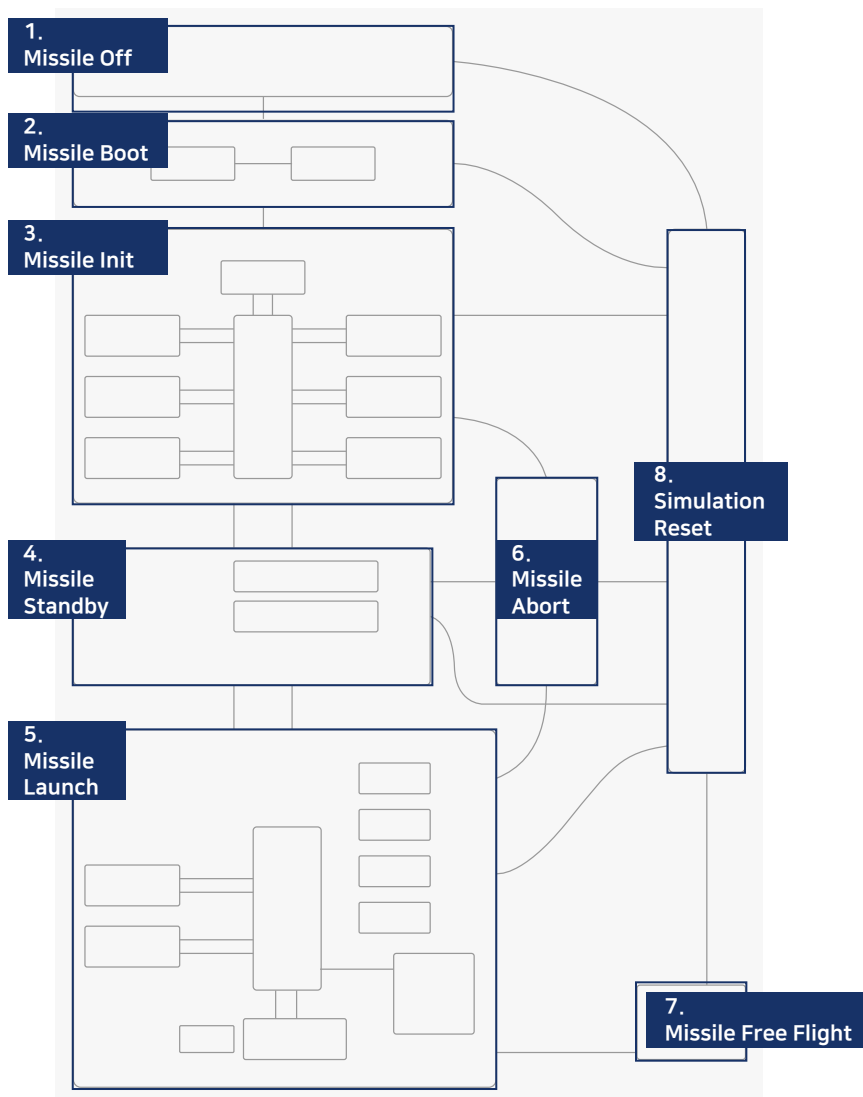 1.
Missile Off
2.
Missile Boot
3.
Missile Init
4.
Missile
Standby
5.
Missile
Launch
6.
Missile
Abort
8.
Simulation
Reset
7.
Missile Free Flight